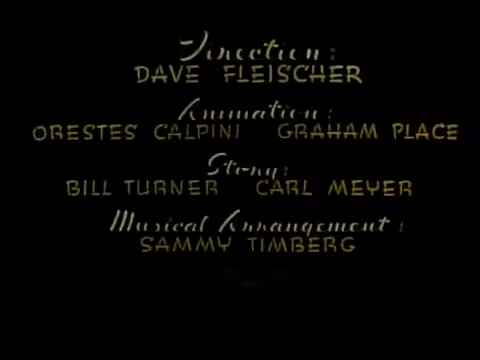 Direction:
DAVE FLEISCHER
Animation:
ORESTES CALPINI GRAHAM PLACE
Story:
BILL TURNER CARL MEYER
Musical Arrangement:
SAMMY TIMBERG